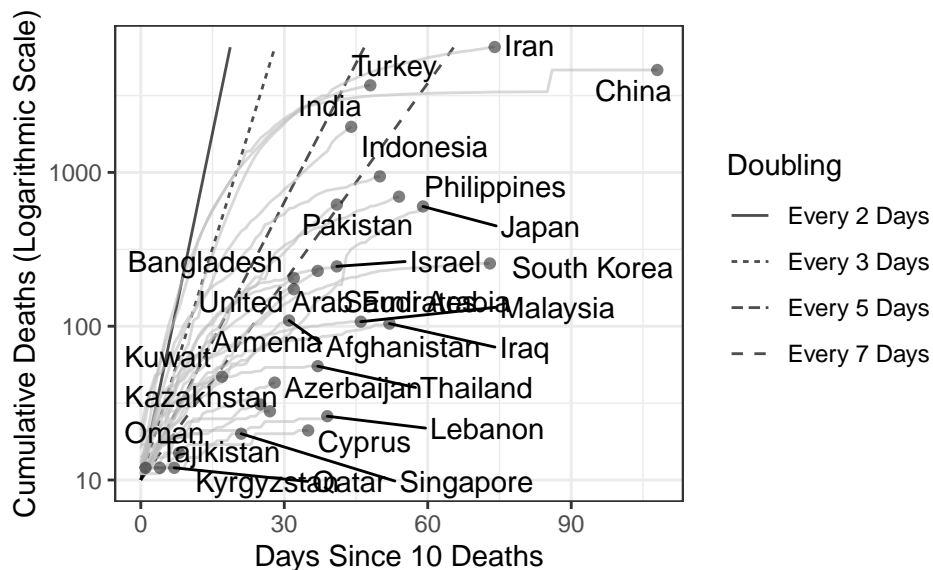 Cumulative Deaths (Logarithmic Scale)
1000
100
10
Iran
Turkey
China
India
Indonesia
Philippines
Pakistan
Japan
Bangladesh
Israel
South Korea
United Arab Emirates
Saudi Arabia
Malaysia
Armenia
Afghanistan
Iraq
Kuwait
Azerbaijan
Thailand
Kazakhstan
Lebanon
Oman
Cyprus
Tajikistan
Kyrgyzstan
Qatar
Singapore
0
30
60
90
Days Since 10 Deaths
Doubling
Every 2 Days
Every 3 Days
Every 5 Days
Every 7 Days